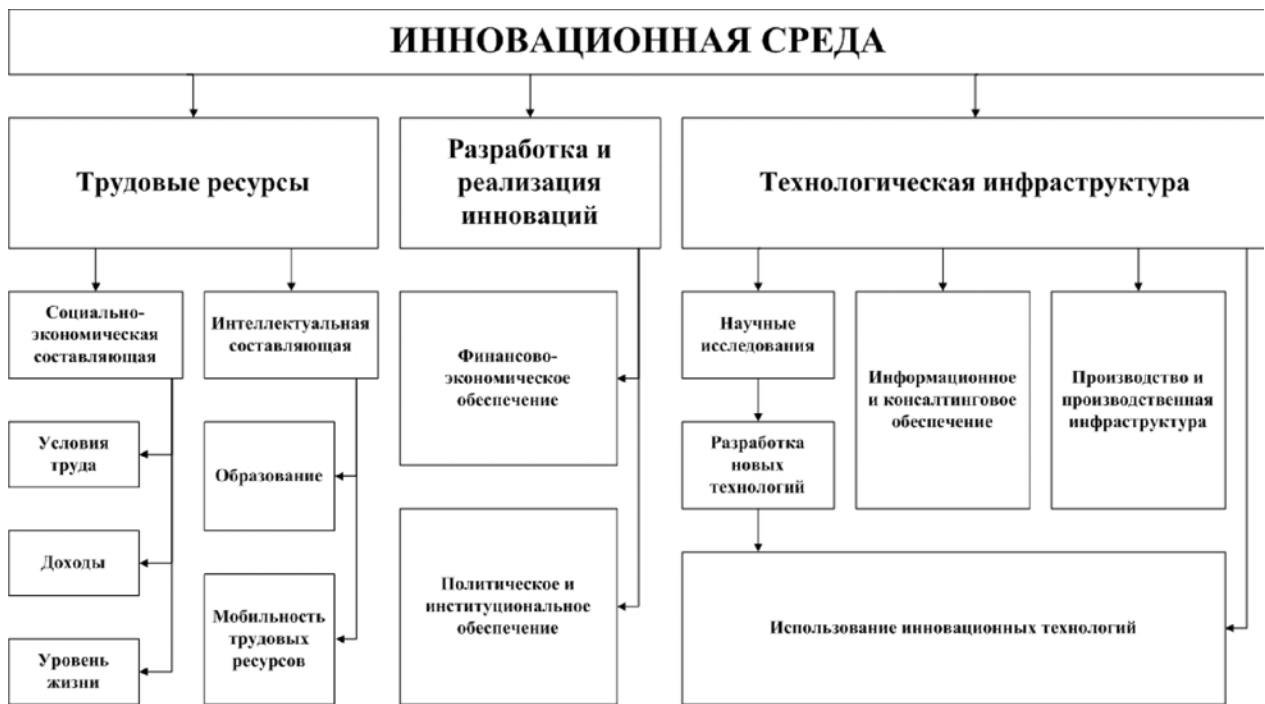 ИННОВАЦИОННАЯ СРЕДА
Трудовые ресурсы
Разработка и
реализация
инноваций
Технологическая инфраструктура
Социально-
экономическая
составляющая
Интеллектуальная
составляющая
Условия
труда
Доходы
Уровень
жизни
Образование
Мобильность
трудовых
ресурсов
Финансово-
экономическое
обеспечение
Политическое и
институциональное
обеспечение
Научные
исследования
Разработка
новых
технологий
Информационное
и консалтинговое
обеспечение
Производство и
производственная
инфраструктура
Использование инновационных технологий